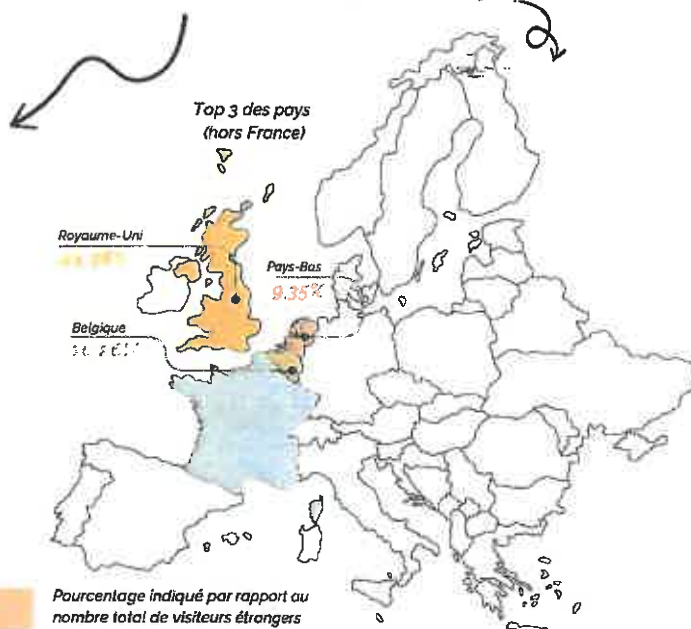 Top 3 des pays
(hors France)
Royaume-Uni
Pays-Bas
9.35%
Belgique
Pourcentage indiqué par rapport au
nombre total de visiteurs étrangers